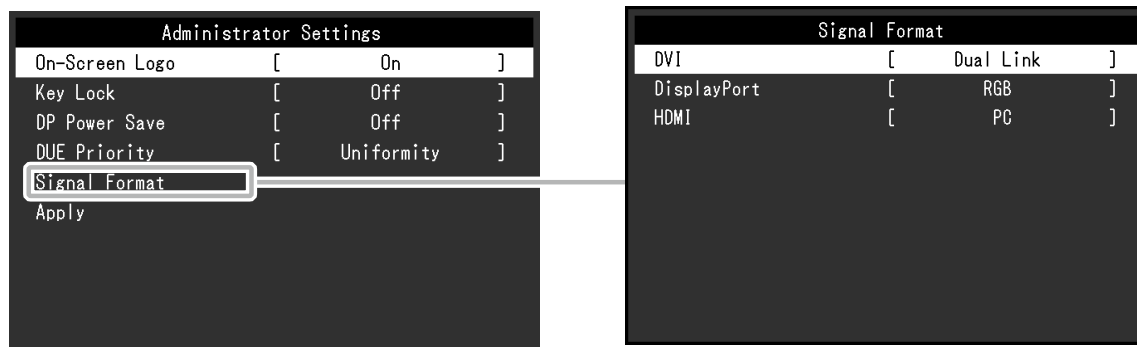 Administrator Settings
On-Screen Logo [ On ]
Key Lock [ Off ]
DP Power Save [ Off ]
DUE Priority [ Uniformity ]
Signal Format
Apply
Signal Format
DVI [ Dual Link ]
DisplayPort [ RGB ]
HDMI [ PC ]